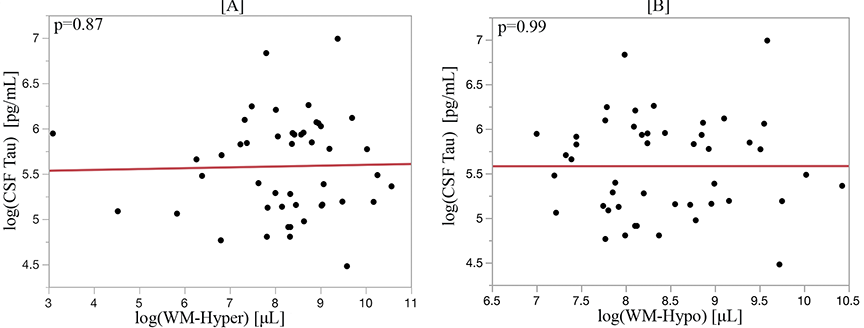 [A]
p=0.87
log(CSF Tau) [pg/mL]
7
6.5
6
5.5
5
4.5
3 4 5 6 7 8 9 10 11
log(WM-Hyper) [μL]
[B]
p=0.99
log(CSF Tau) [pg/mL]
7
6.5
6
5.5
5
4.5
6.5 7 7.5 8 8.5 9 9.5 10 10.5
log(WM-Hypo) [μL]